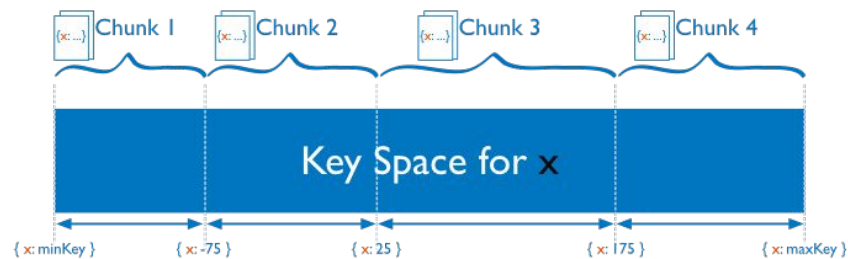 {x: ...} Chunk 1 {x: ...} Chunk 2 {x: ...} Chunk 3 {x: ...} Chunk 4
Key Space for x
{ x: minKey } { x: -75 } { x: 25 } { x: 175 } { x: maxKey }